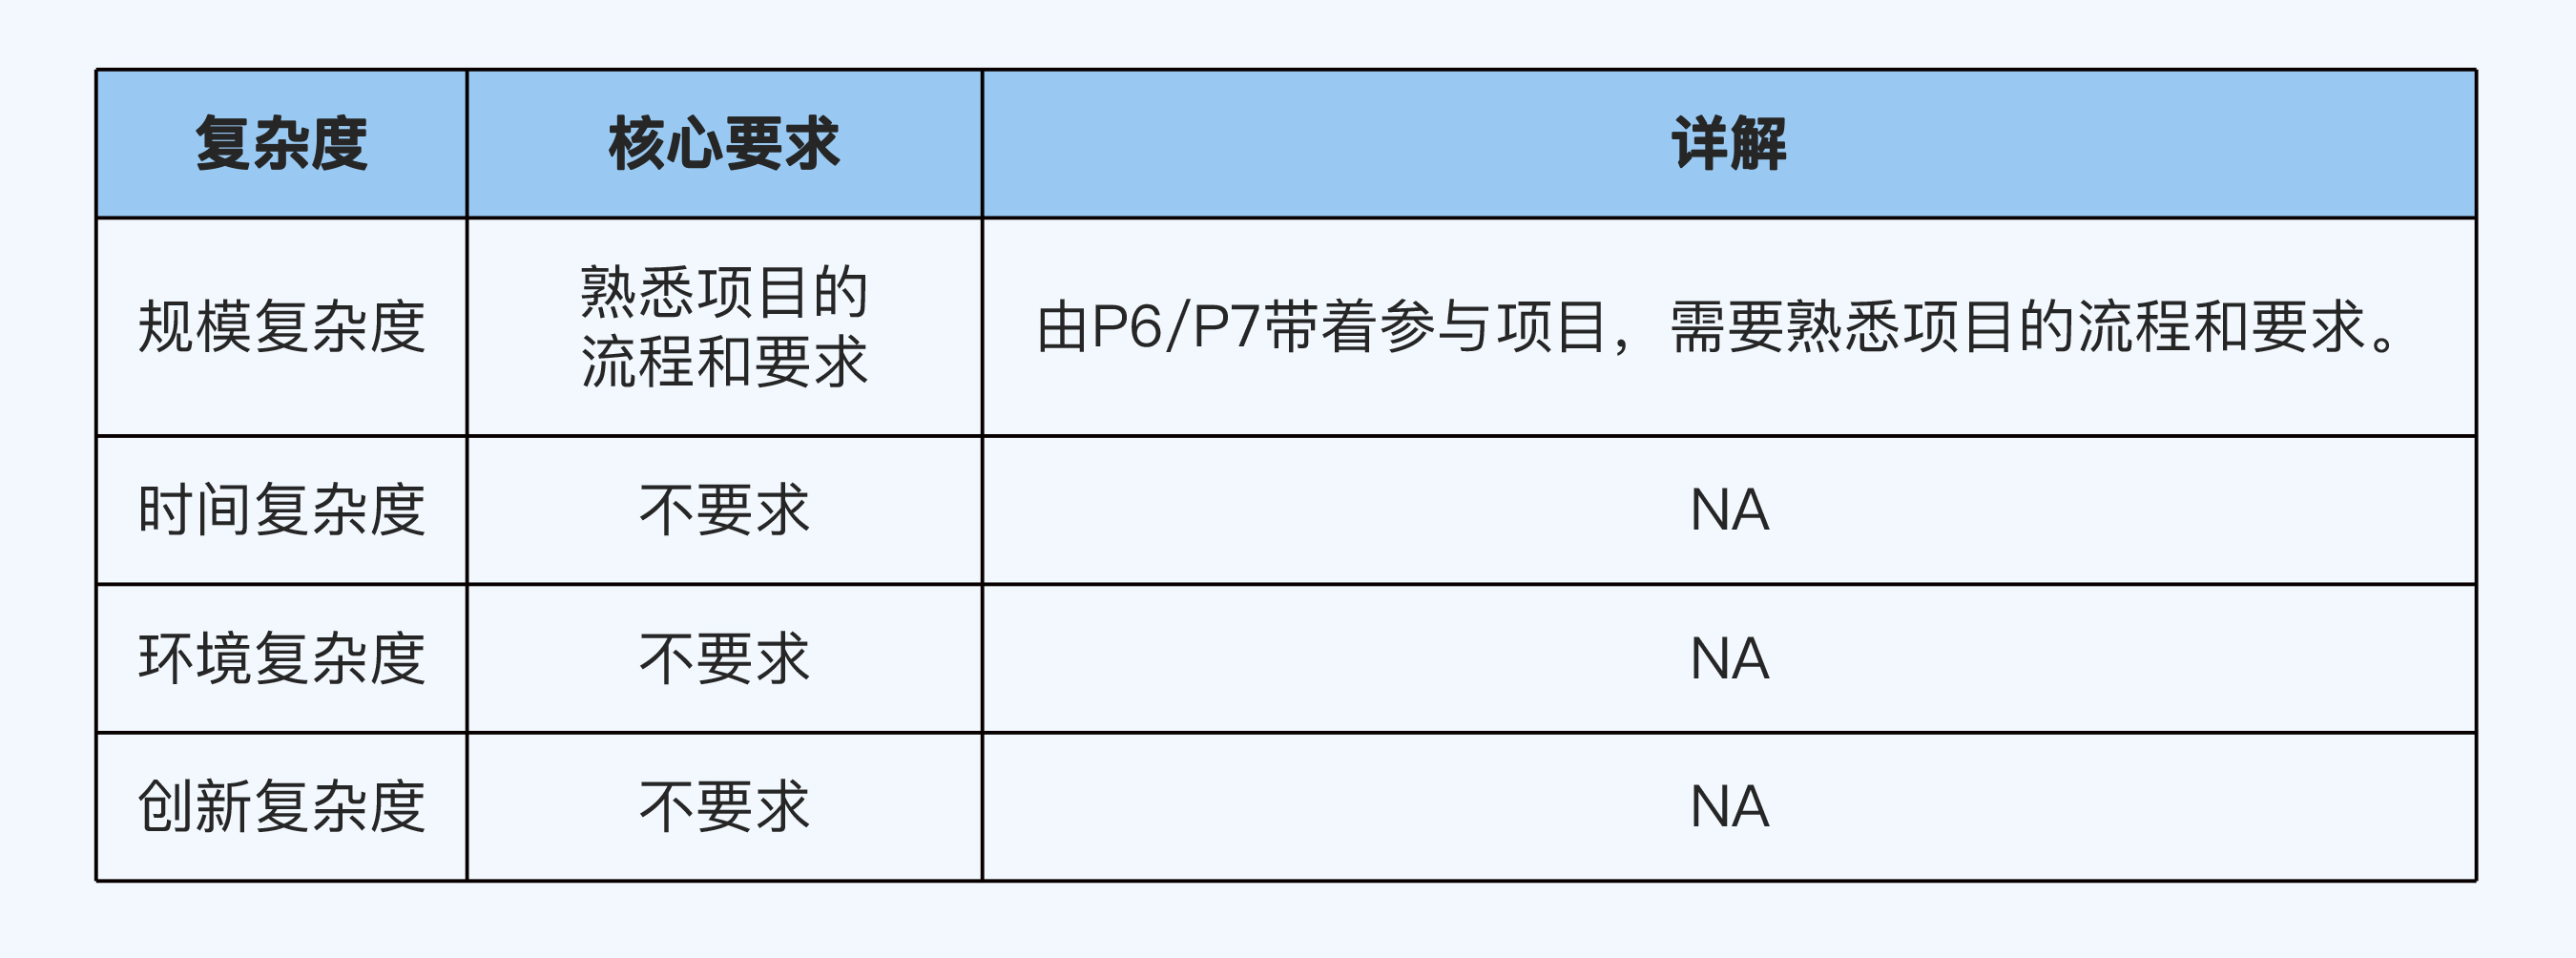 复杂度 核心要求 详解
规模复杂度 熟悉项目的
流程和要求 由P6/P7带着参与项目，需要熟悉项目的流程和要求。
时间复杂度 不要求 NA
环境复杂度 不要求 NA
创新复杂度 不要求 NA